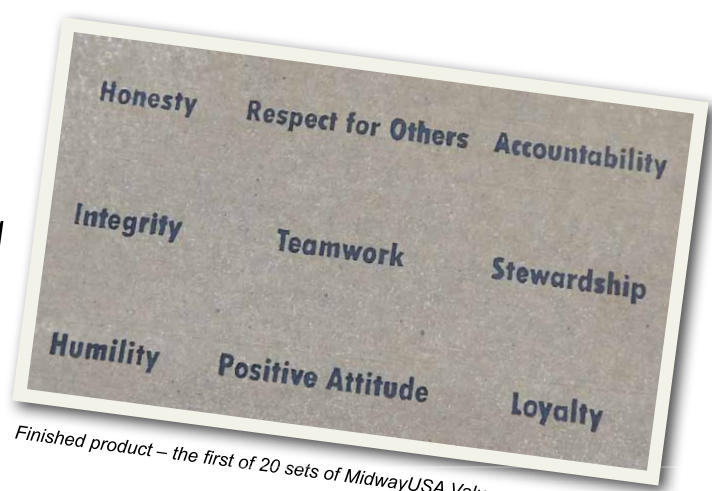 Honesty Respect for Others Accountability
Integrity Teamwork Stewardship
Humility Positive Attitude Loyalty
Finished product – the first of 20 sets of MidwayUSA